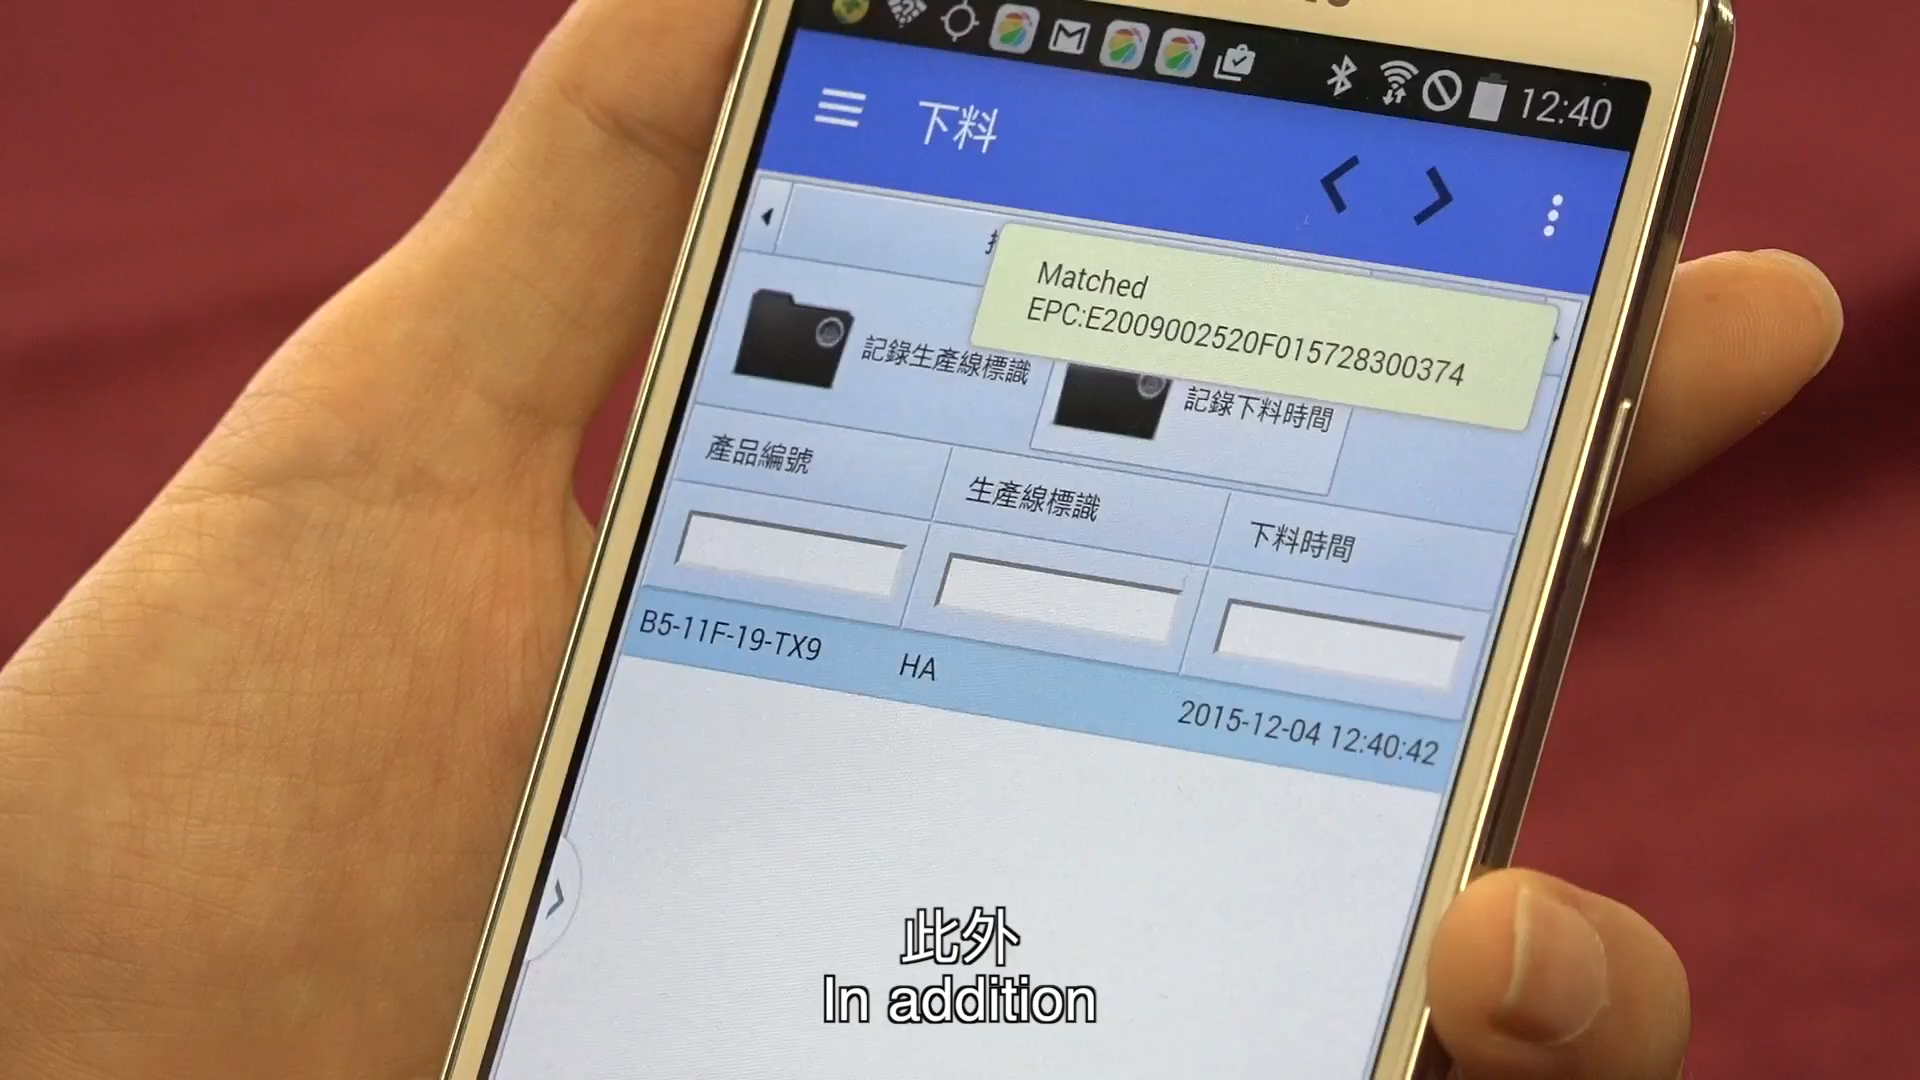 12:40
下料
Matched
EPC:E2009002520F015728300374
記錄生產線標識
記錄下料時間
產品編號
生產線標識
下料時間
B5-11F-19-TX9
HA
2015-12-04 12:40:42
此外
In addition